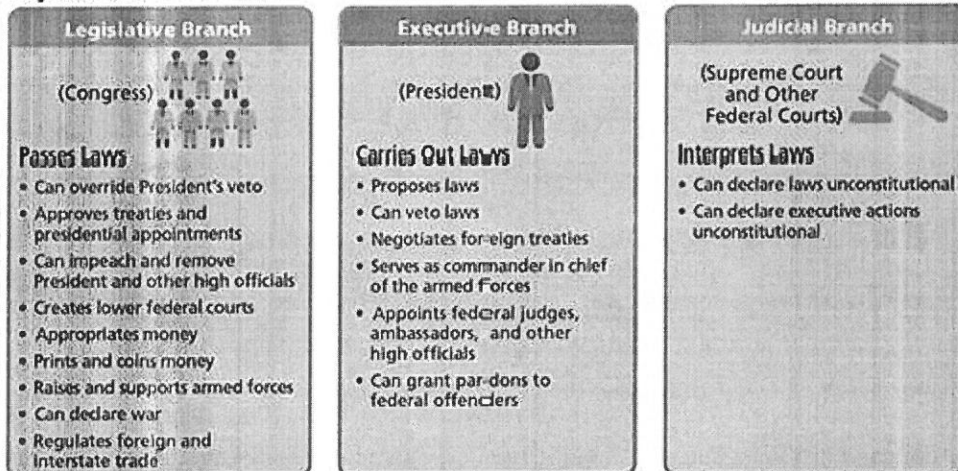 Legislative Branch
(Congress)
Passes Laws
• Can override President's veto
• Approves treaties and
presidential appointments
• Can impeach and remove
President and other high officials
• Creates lower federal courts
• Appropriates money
• Prints and coins money
• Raises and supports armed forces
• Can declare war
• Regulates foreign and
interstate trade
Executive Branch
(President)
Carries Out Laws
• Proposes laws
• Can veto laws
• Negotiates foreign treaties
• Serves as commander in chief
of the armed forces
• Appoints federal judges,
ambassadors, and other
high officials
• Can grant pardons to
federal offenders
Judicial Branch
(Supreme Court
and Other
Federal Courts)
Interprets Laws
• Can declare laws unconstitutional
• Can declare executive actions
unconstitutional